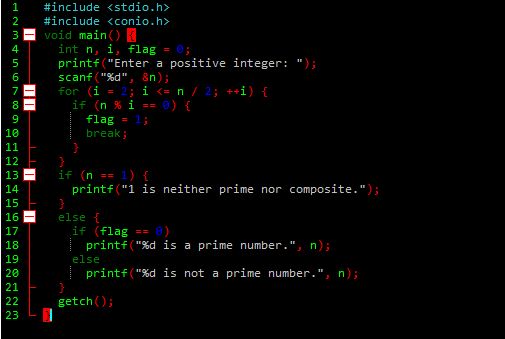 1 #include <stdio.h>
2 #include <conio.h>
3 void main() {
4 int n, i, flag = 0;
5 printf("Enter a positive integer: ");
6 scanf("%d", &n);
7 for (i = 2; i <= n / 2; ++i) {
8 if (n % i == 0) {
9 flag = 1;
10 break;
11 }
12 }
13 if (n == 1) {
14 printf("1 is neither prime nor composite.");
15 }
16 else {
17 if (flag == 0)
18 printf("%d is a prime number.", n);
19 else
20 printf("%d is not a prime number.", n);
21 }
22 getch();
23 }